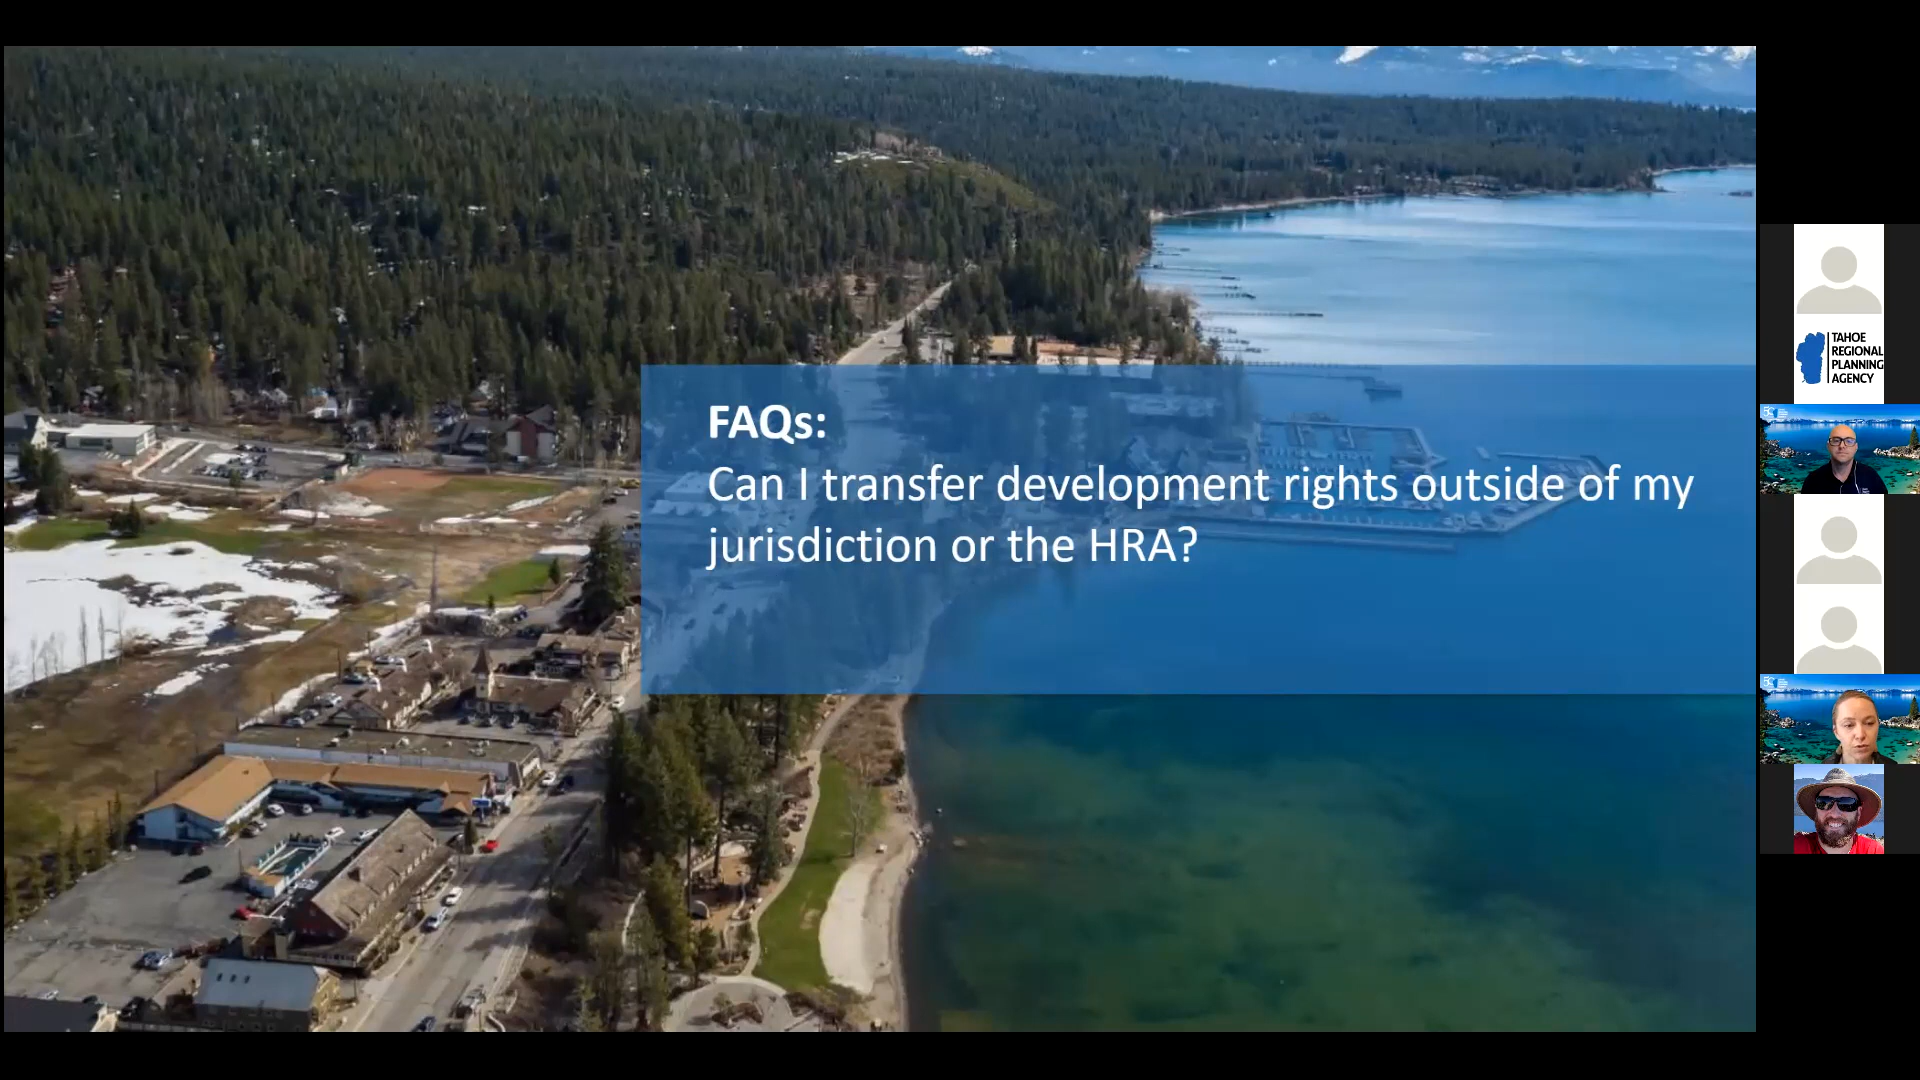 FAQs:
Can I transfer development rights outside of my
jurisdiction or the HRA?
TAHOE
REGIONAL
PLANNING
AGENCY